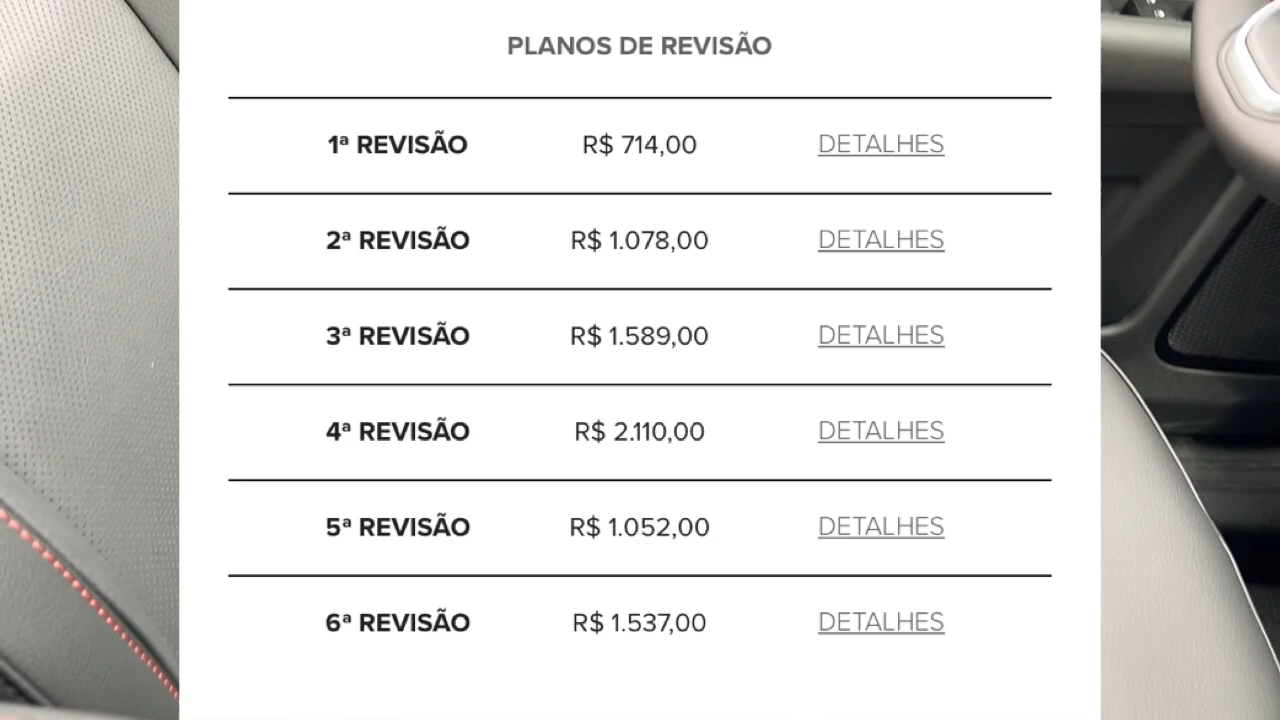 PLANOS DE REVISÃO
1ª REVISÃO R$ 714,00 DETALHES
2ª REVISÃO R$ 1.078,00 DETALHES
3ª REVISÃO R$ 1.589,00 DETALHES
4ª REVISÃO R$ 2.110,00 DETALHES
5ª REVISÃO R$ 1.052,00 DETALHES
6ª REVISÃO R$ 1.537,00 DETALHES